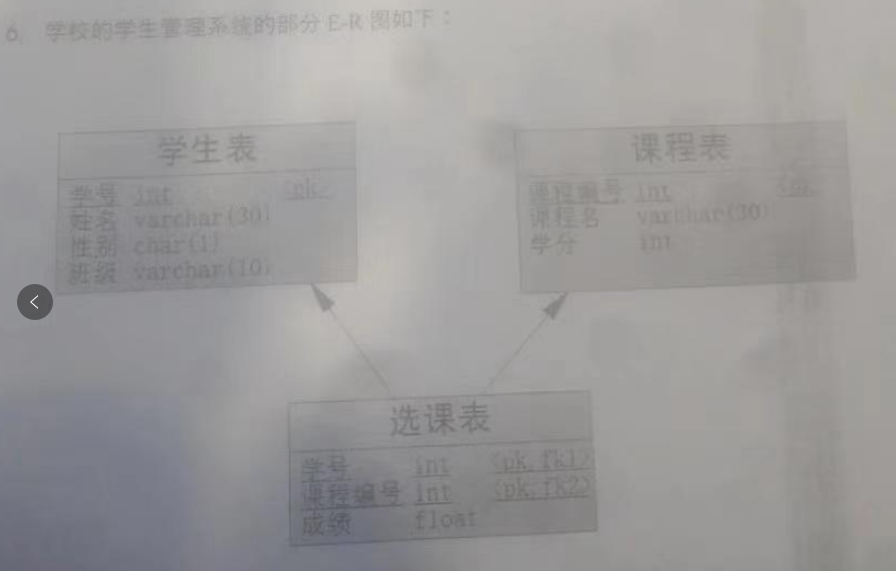 6. 学校的学生管理系统的部分 E-R 图如下：
学生表
学号 int <pk>
姓名 varchar(30)
性别 char(1)
班级 varchar(10)
课程表
课程编号 int <pk>
课程名 varchar(30)
学分 int
选课表
学号 int <pk, fk1>
课程编号 int <pk, fk2>
成绩 float